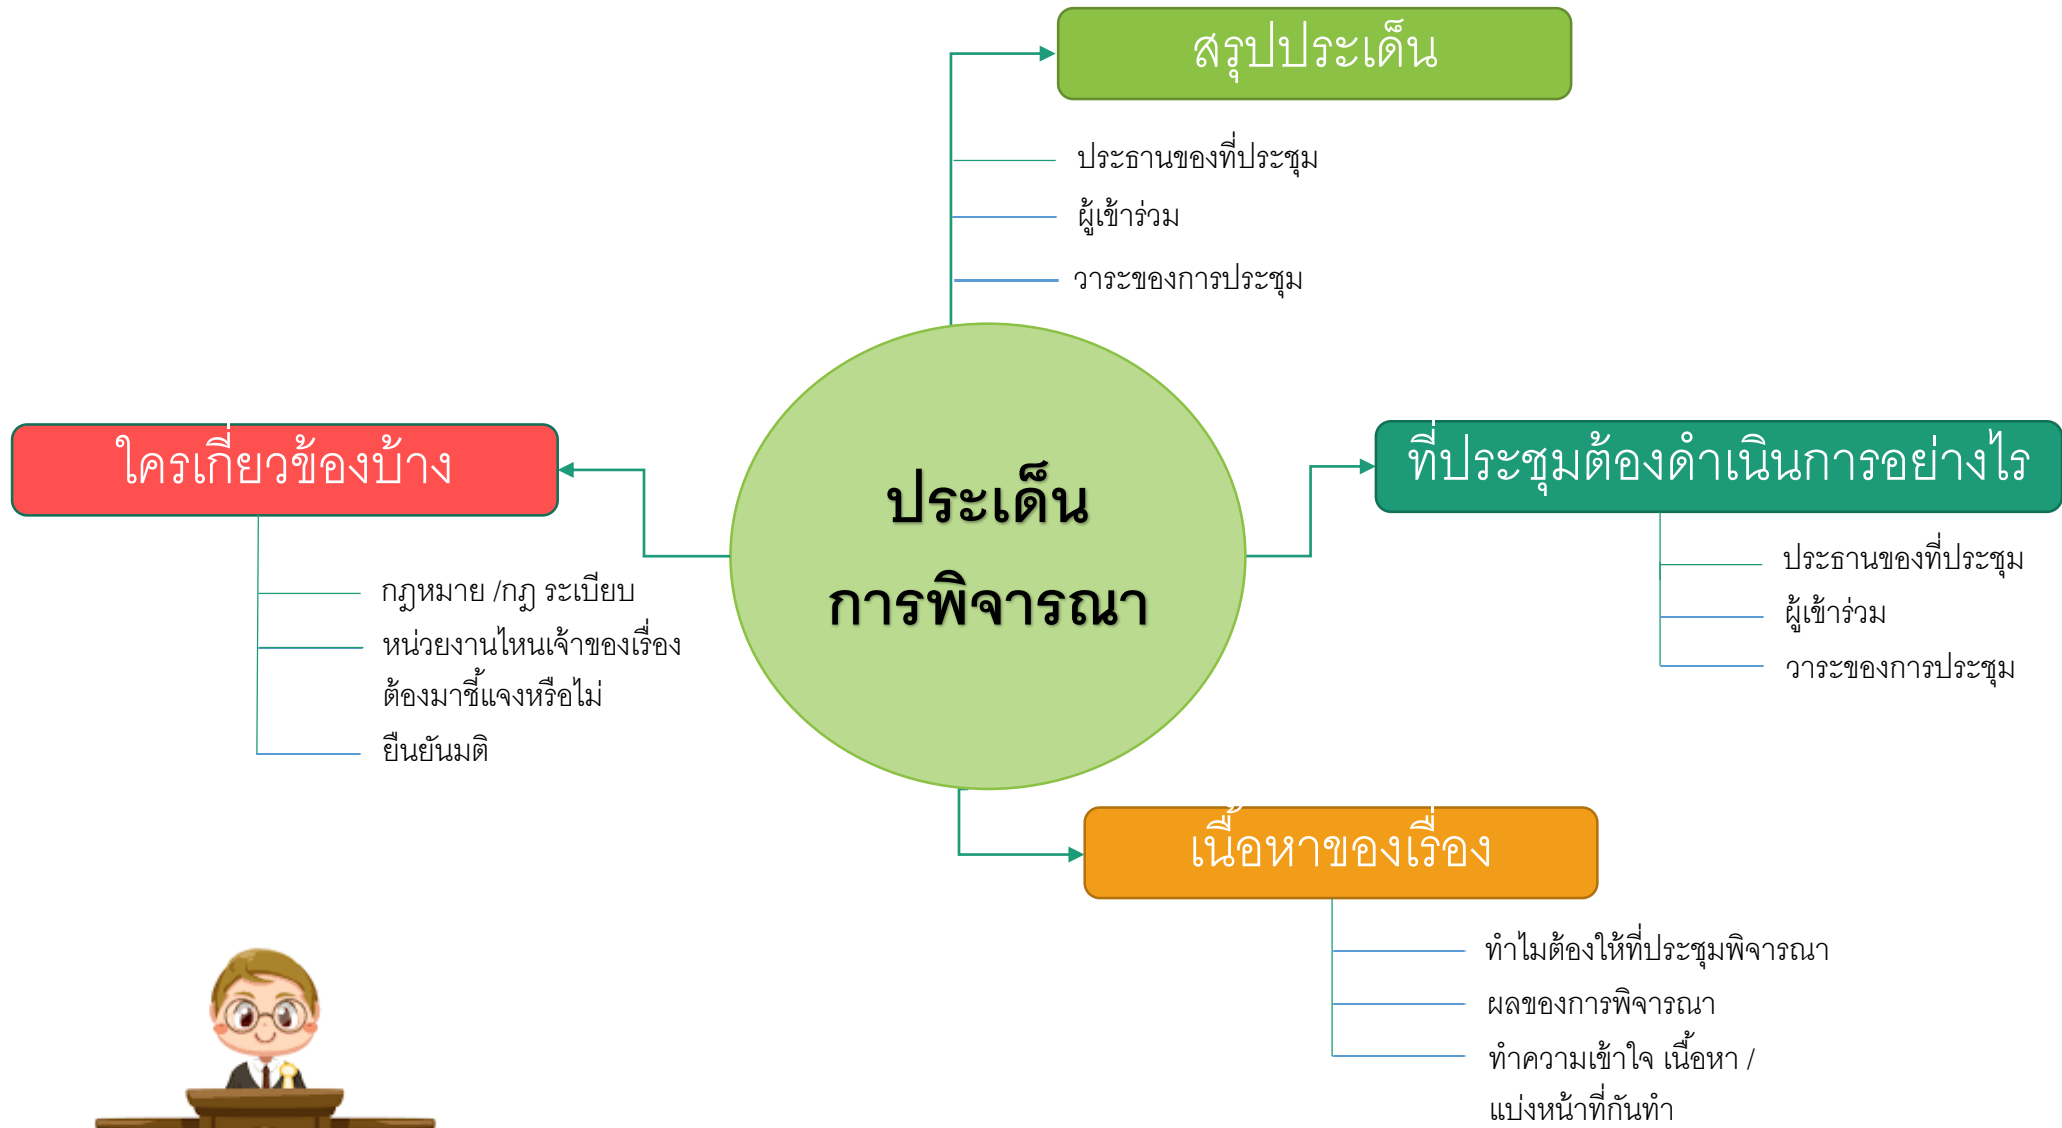 สรุปประเด็น
ประธานของที่ประชุม
ผู้เข้าร่วม
วาระของการประชุม
ใครเกี่ยวข้องบ้าง
กฎหมาย /กฎ ระเบียบ
หน่วยงานไหนเจ้าของเรื่อง
ต้องมาชี้แจงหรือไม่
ยืนยันมติ
ประเด็น
การพิจารณา
ที่ประชุมต้องดำเนินการอย่างไร
ประธานของที่ประชุม
ผู้เข้าร่วม
วาระของการประชุม
เนื้อหาของเรื่อง
ทำไมต้องให้ที่ประชุมพิจารณา
ผลของการพิจารณา
ทำความเข้าใจ เนื้อหา /
แบ่งหน้าที่กันทำ